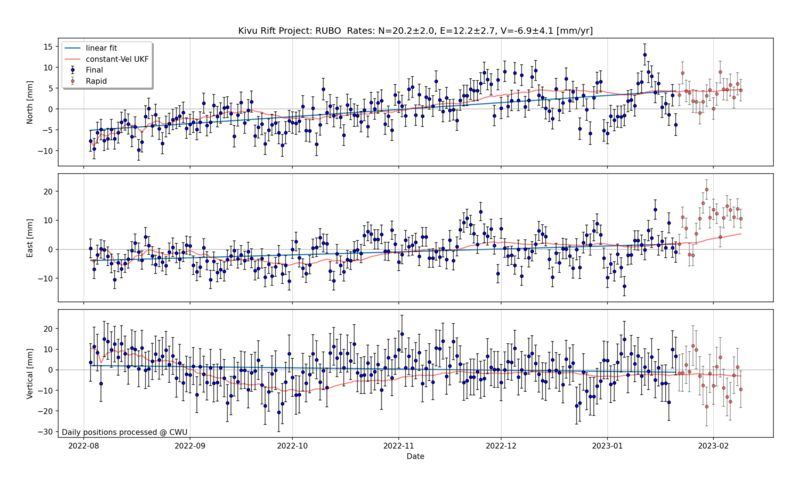 Kivu Rift Project: RUBO  Rates: N=20.2±2.0, E=12.2±2.7, V=-6.9±4.1 [mm/yr]
linear fit
constant-Vel UKF
Final
Rapid
15
10
5
0
−5
−10
North [mm]
20
10
0
−10
East [mm]
20
10
0
−10
−20
−30
Vertical [mm]
Daily positions processed @ CWU
2022-08 2022-09 2022-10 2022-11 2022-12 2023-01 2023-02
Date